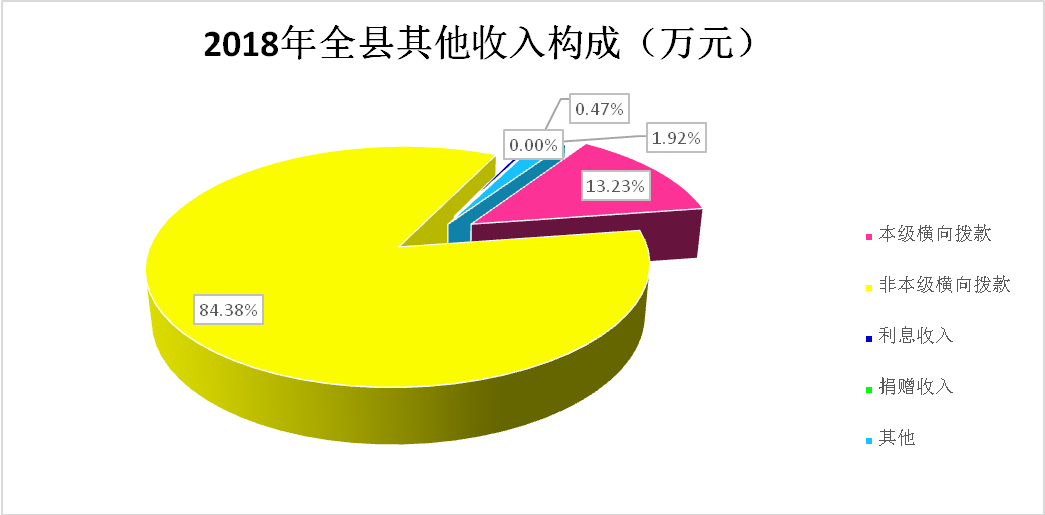 2018年全县其他收入构成（万元）
0.47%
0.00%
1.92%
13.23%
84.38%
本级横向拨款
非本级横向拨款
利息收入
捐赠收入
其他